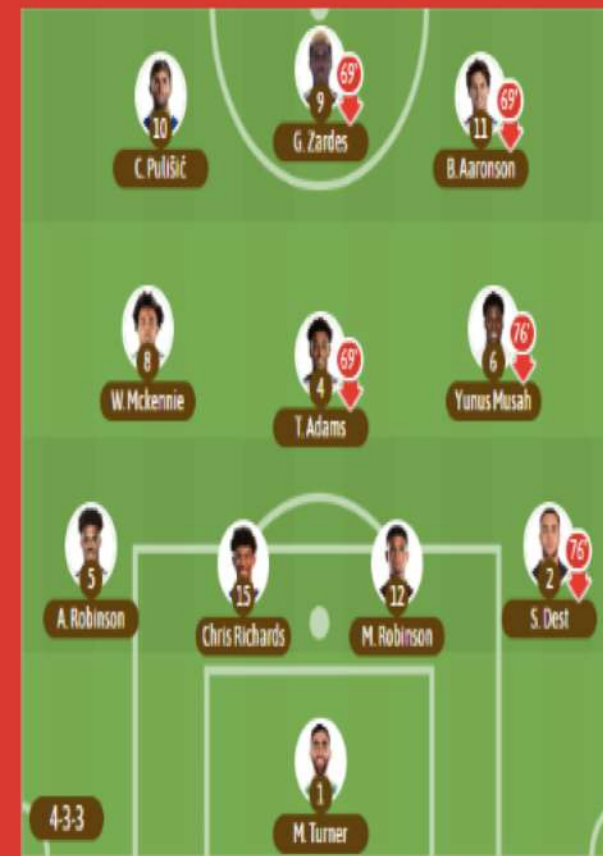 69'
69'
10
9
11
C. Pulišić
G. Zardes
B. Aaronson
76'
69'
8
4
6
W. Mckennie
T. Adams
Yunus Musah
76'
5
15
12
2
A. Robinson
Chris Richards
M. Robinson
S. Dest
1
4-3-3
M. Turner